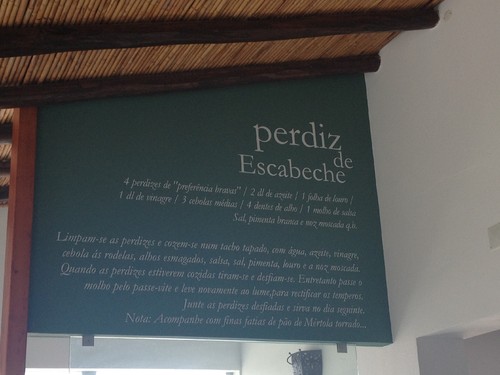 perdiz
de
Escabeche
4 perdizes de "preferência bravas" / 2 dl de azeite / 1 folha de louro /
1 dl de vinagre / 3 cebolas médias / 4 dentes de alho / 1 molho de salsa
Sal, pimenta branca e noz moscada q.b.
Limpam-se as perdizes e cozem-se num tacho tapado, com água, azeite, vinagre,
cebola às rodelas, alhos esmagados, salsa, sal, pimenta, louro e a noz moscada.
Quando as perdizes estiverem cozidas tiram-se e desfiam-se. Entretanto passe o
molho pelo passe-vite e leve novamente ao lume,para rectificar os temperos.
Junte as perdizes desfiadas e sirva no dia seguinte.
Nota: Acompanhe com finas fatias de pão de Mértola torrado...